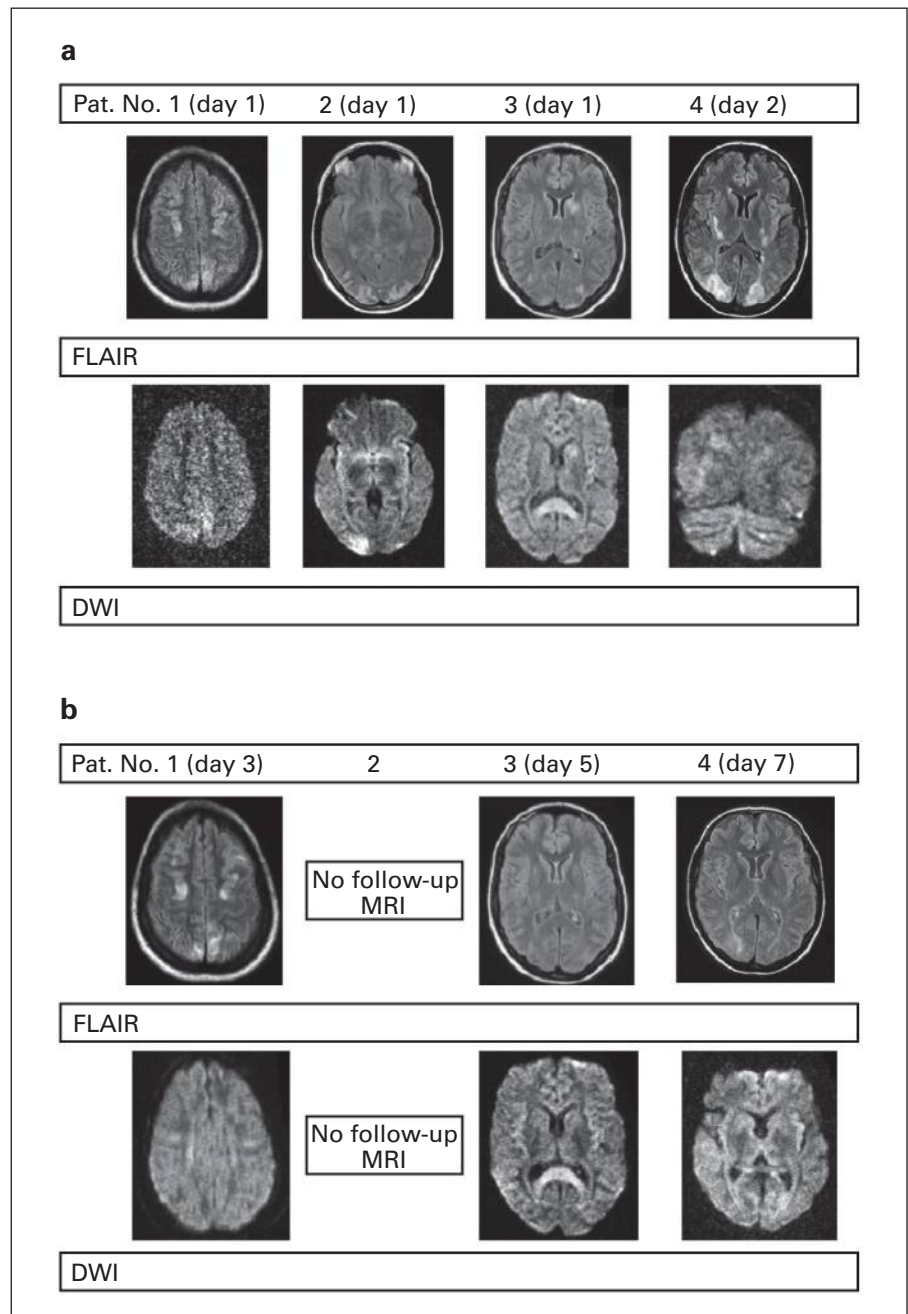 a
Pat. No. 1 (day 1) 2 (day 1) 3 (day 1) 4 (day 2)
FLAIR
DWI
b
Pat. No. 1 (day 3) 2 3 (day 5) 4 (day 7)
No follow-up
MRI
FLAIR
No follow-up
MRI
DWI